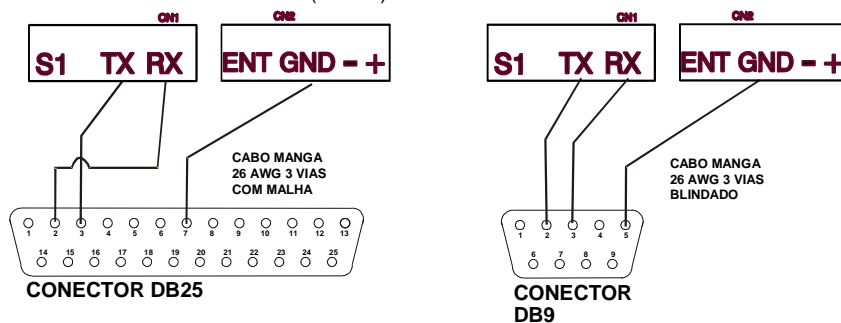 CN1
CN2
S1 TX RX
ENT GND - +
CABO MANGA
26 AWG 3 VIAS
COM MALHA
1 2 3 4 5 6 7 8 9 10 11 12 13
14 15 16 17 18 19 20 21 22 23 24 25
CONECTOR DB25
CN1
CN2
S1 TX RX
ENT GND - +
CABO MANGA
26 AWG 3 VIAS
BLINDADO
1 2 3 4 5
6 7 8 9
CONECTOR
DB9